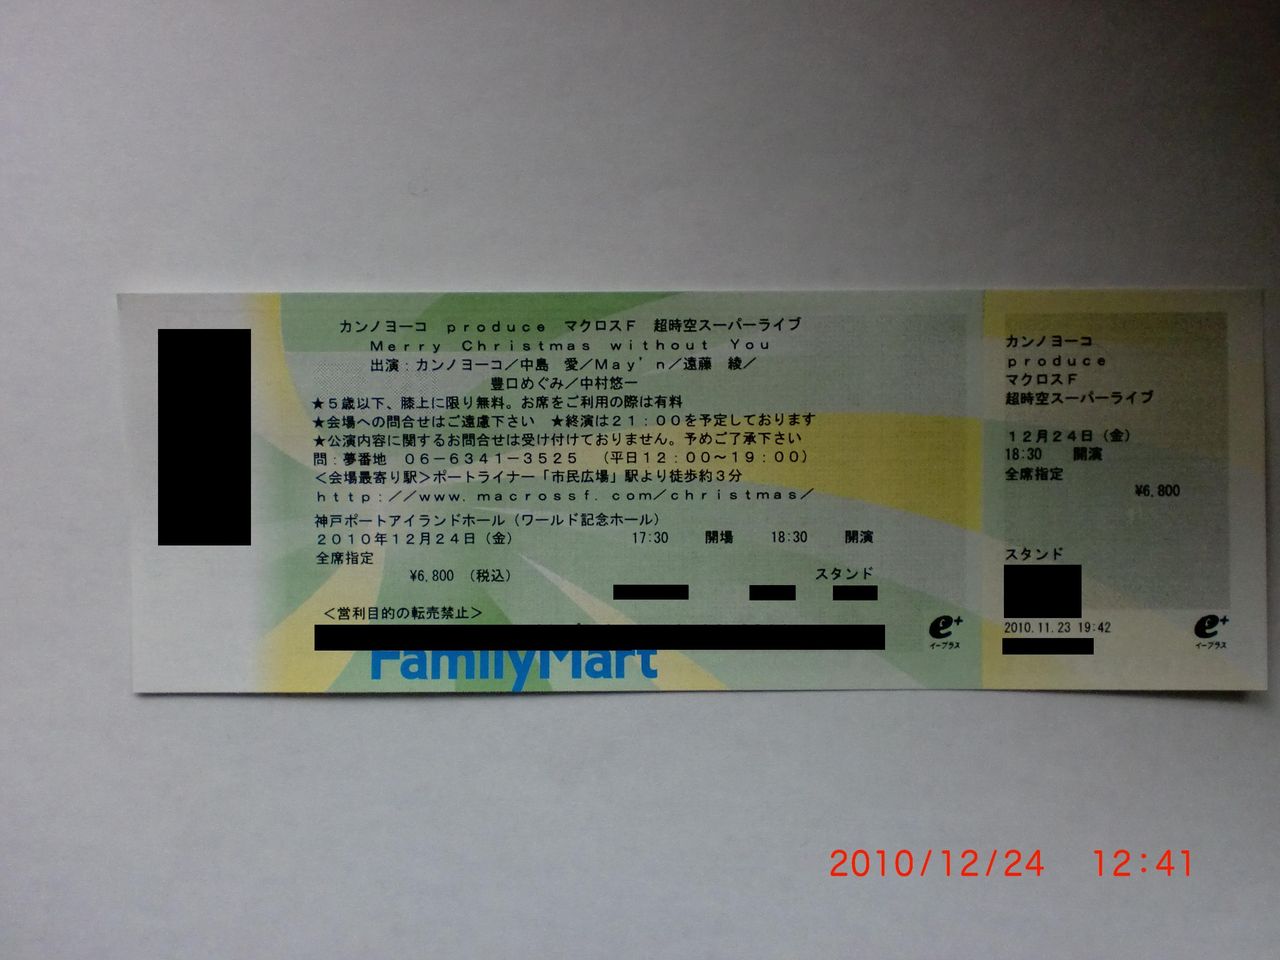 カンノヨーコ　ｐｒｏｄｕｃｅ　マクロスＦ　超時空スーパーライブ
Ｍｅｒｒｙ　Ｃｈｒｉｓｔｍａｓ　ｗｉｔｈｏｕｔ　Ｙｏｕ
出演：カンノヨーコ／中島　愛／Ｍａｙ’ｎ／遠藤　綾／
豊口めぐみ／中村悠一
★５歳以下、膝上に限り無料。お席をご利用の際は有料
★会場への問合せはご遠慮下さい　★終演は２１：００を予定しております
★公演内容に関するお問合せは受け付けておりません。予めご了承下さい
問：夢番地　０６－６３４１－３５２５　（平日１２：００～１９：００）
＜会場最寄り駅＞ポートライナー「市民広場」駅より徒歩約３分
ｈｔｔｐ：／／ｗｗｗ．ｍａｃｒｏｓｓｆ．ｃｏｍ／ｃｈｒｉｓｔｍａｓ／
神戸ポートアイランドホール（ワールド記念ホール）
２０１０年１２月２４日（金）　17:30　開場　18:30　開演
全席指定
¥6,800　（税込）
スタンド
＜営利目的の転売禁止＞
FamilyMart
e+
イープラス
カンノヨーコ
ｐｒｏｄｕｃｅ
マクロスＦ
超時空スーパーライブ
１２月２４日（金）
18:30　開演
全席指定
¥6,800
スタンド
2010.11.23 19:42
e+
イープラス
2010/12/24 12:41